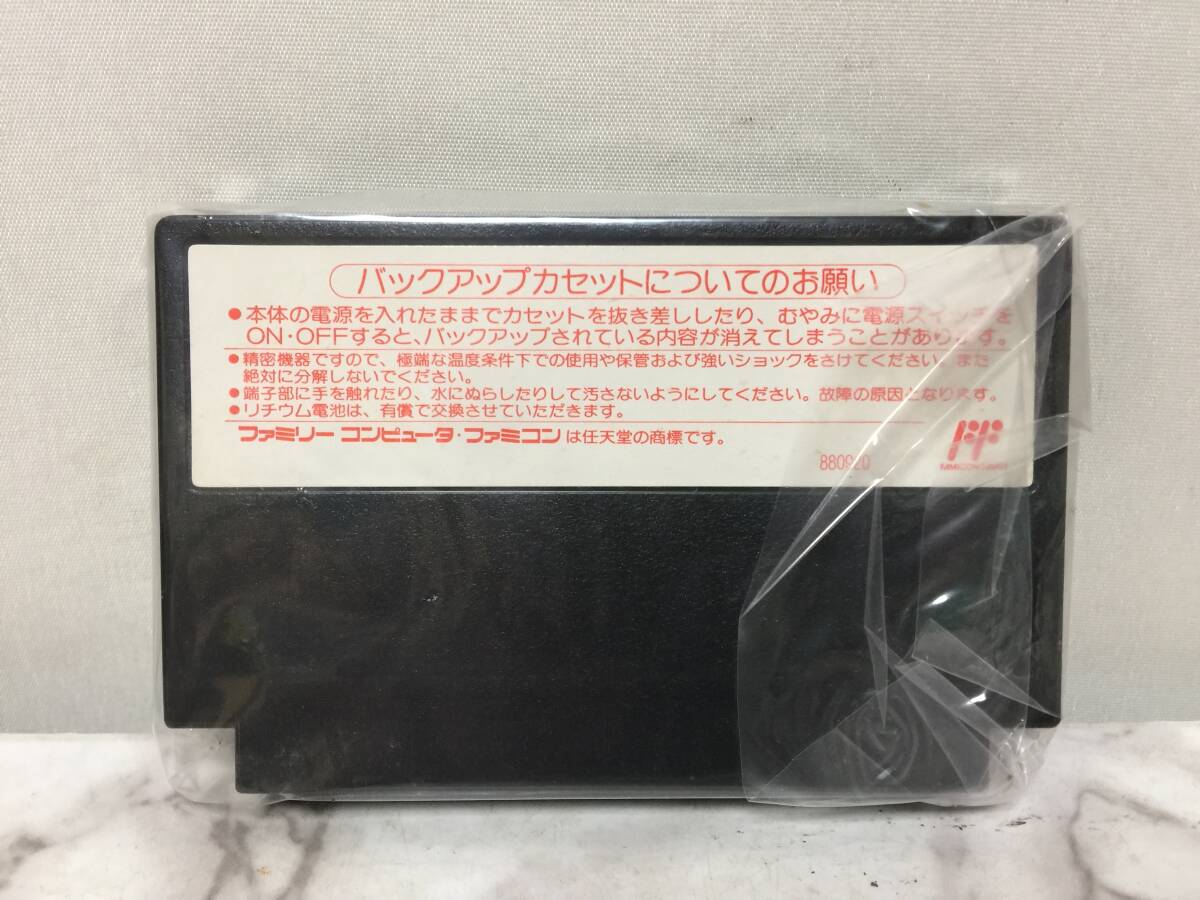 バックアップカセットについてのお願い
●本体の電源を入れたままでカセットを抜き差ししたり、むやみに電源スイッチを
ON・OFFすると、バックアップされている内容が消えてしまうことがあります。
●精密機器ですので、極端な温度条件下での使用や保管および強いショックをさけてください。また
絶対に分解しないでください。
●端子部に手を触れたり、水にぬらしたりして汚さないようにしてください。故障の原因となります。
●リチウム電池は、有償で交換させていただきます。
ファミリー コンピュータ・ファミコンは任天堂の商標です。